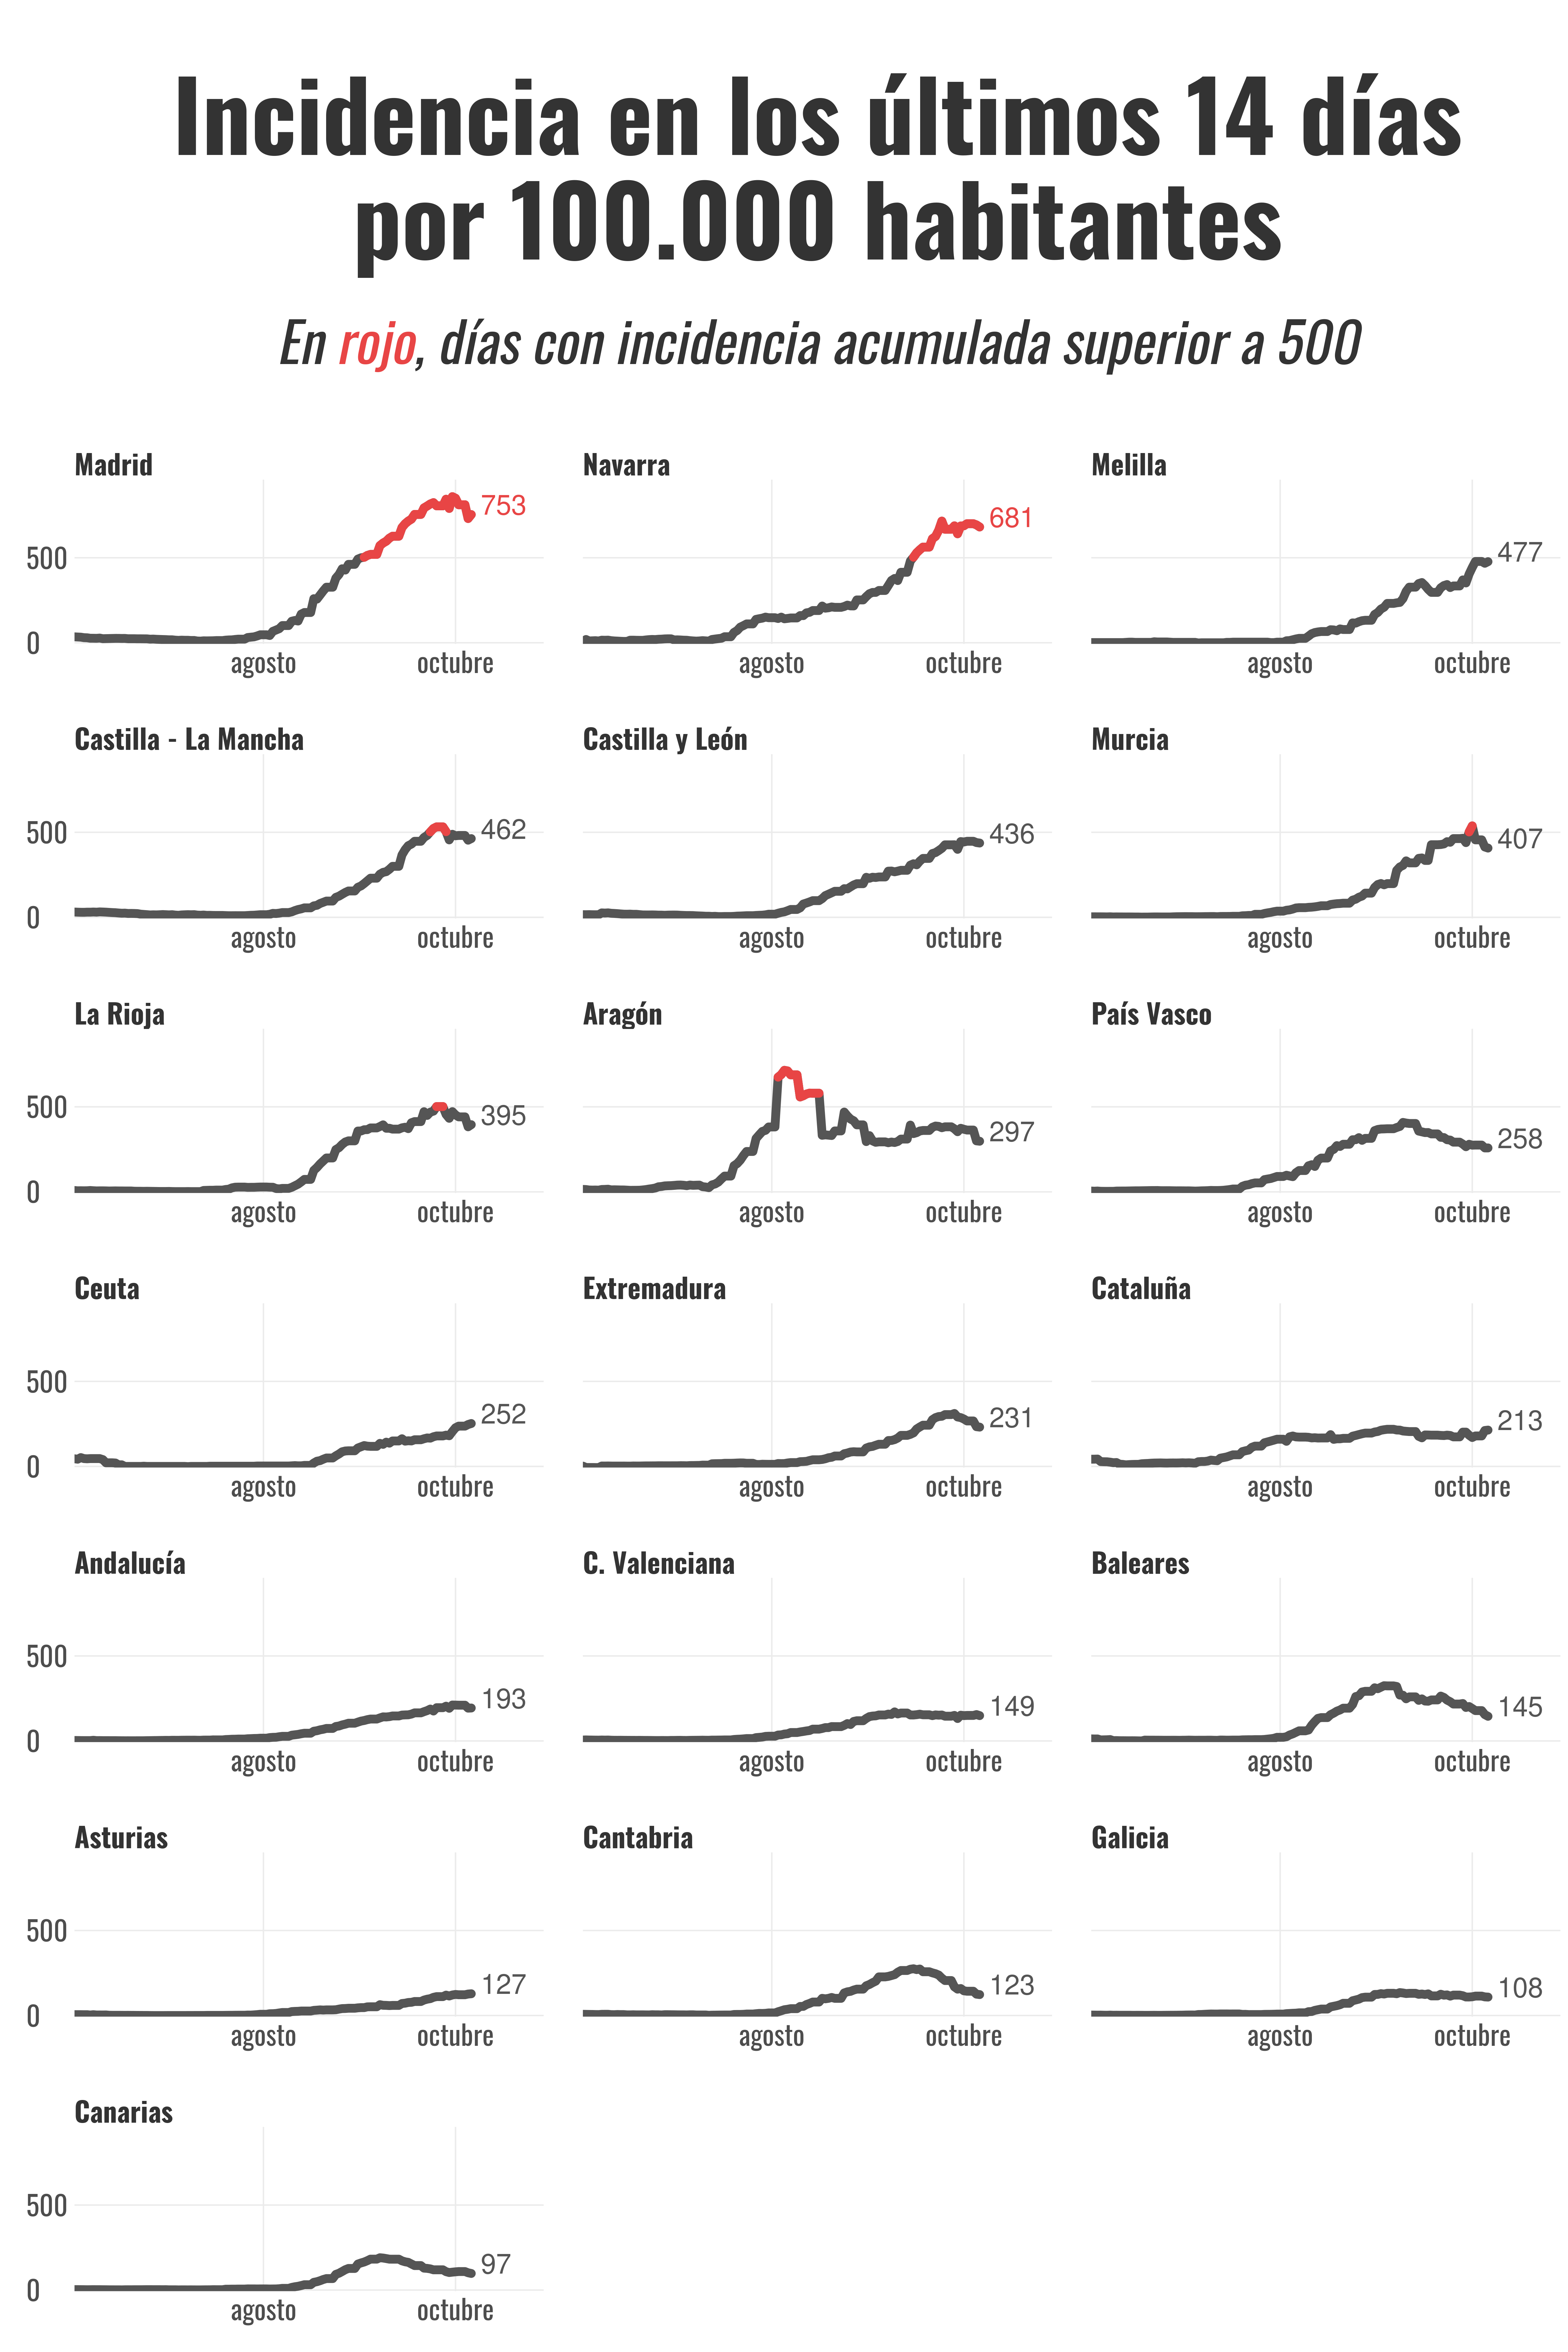 Incidencia en los últimos 14 días
por 100.000 habitantes
En rojo, días con incidencia acumulada superior a 500
Madrid
Navarra
Melilla
753
681
477
500
0
agosto
octubre
agosto
octubre
agosto
octubre
Castilla - La Mancha
Castilla y León
Murcia
462
436
407
500
0
agosto
octubre
agosto
octubre
agosto
octubre
La Rioja
Aragón
País Vasco
395
297
258
500
0
agosto
octubre
agosto
octubre
agosto
octubre
Ceuta
Extremadura
Cataluña
252
231
213
500
0
agosto
octubre
agosto
octubre
agosto
octubre
Andalucía
C. Valenciana
Baleares
193
149
145
500
0
agosto
octubre
agosto
octubre
agosto
octubre
Asturias
Cantabria
Galicia
127
123
108
500
0
agosto
octubre
agosto
octubre
agosto
octubre
Canarias
97
500
0
agosto
octubre